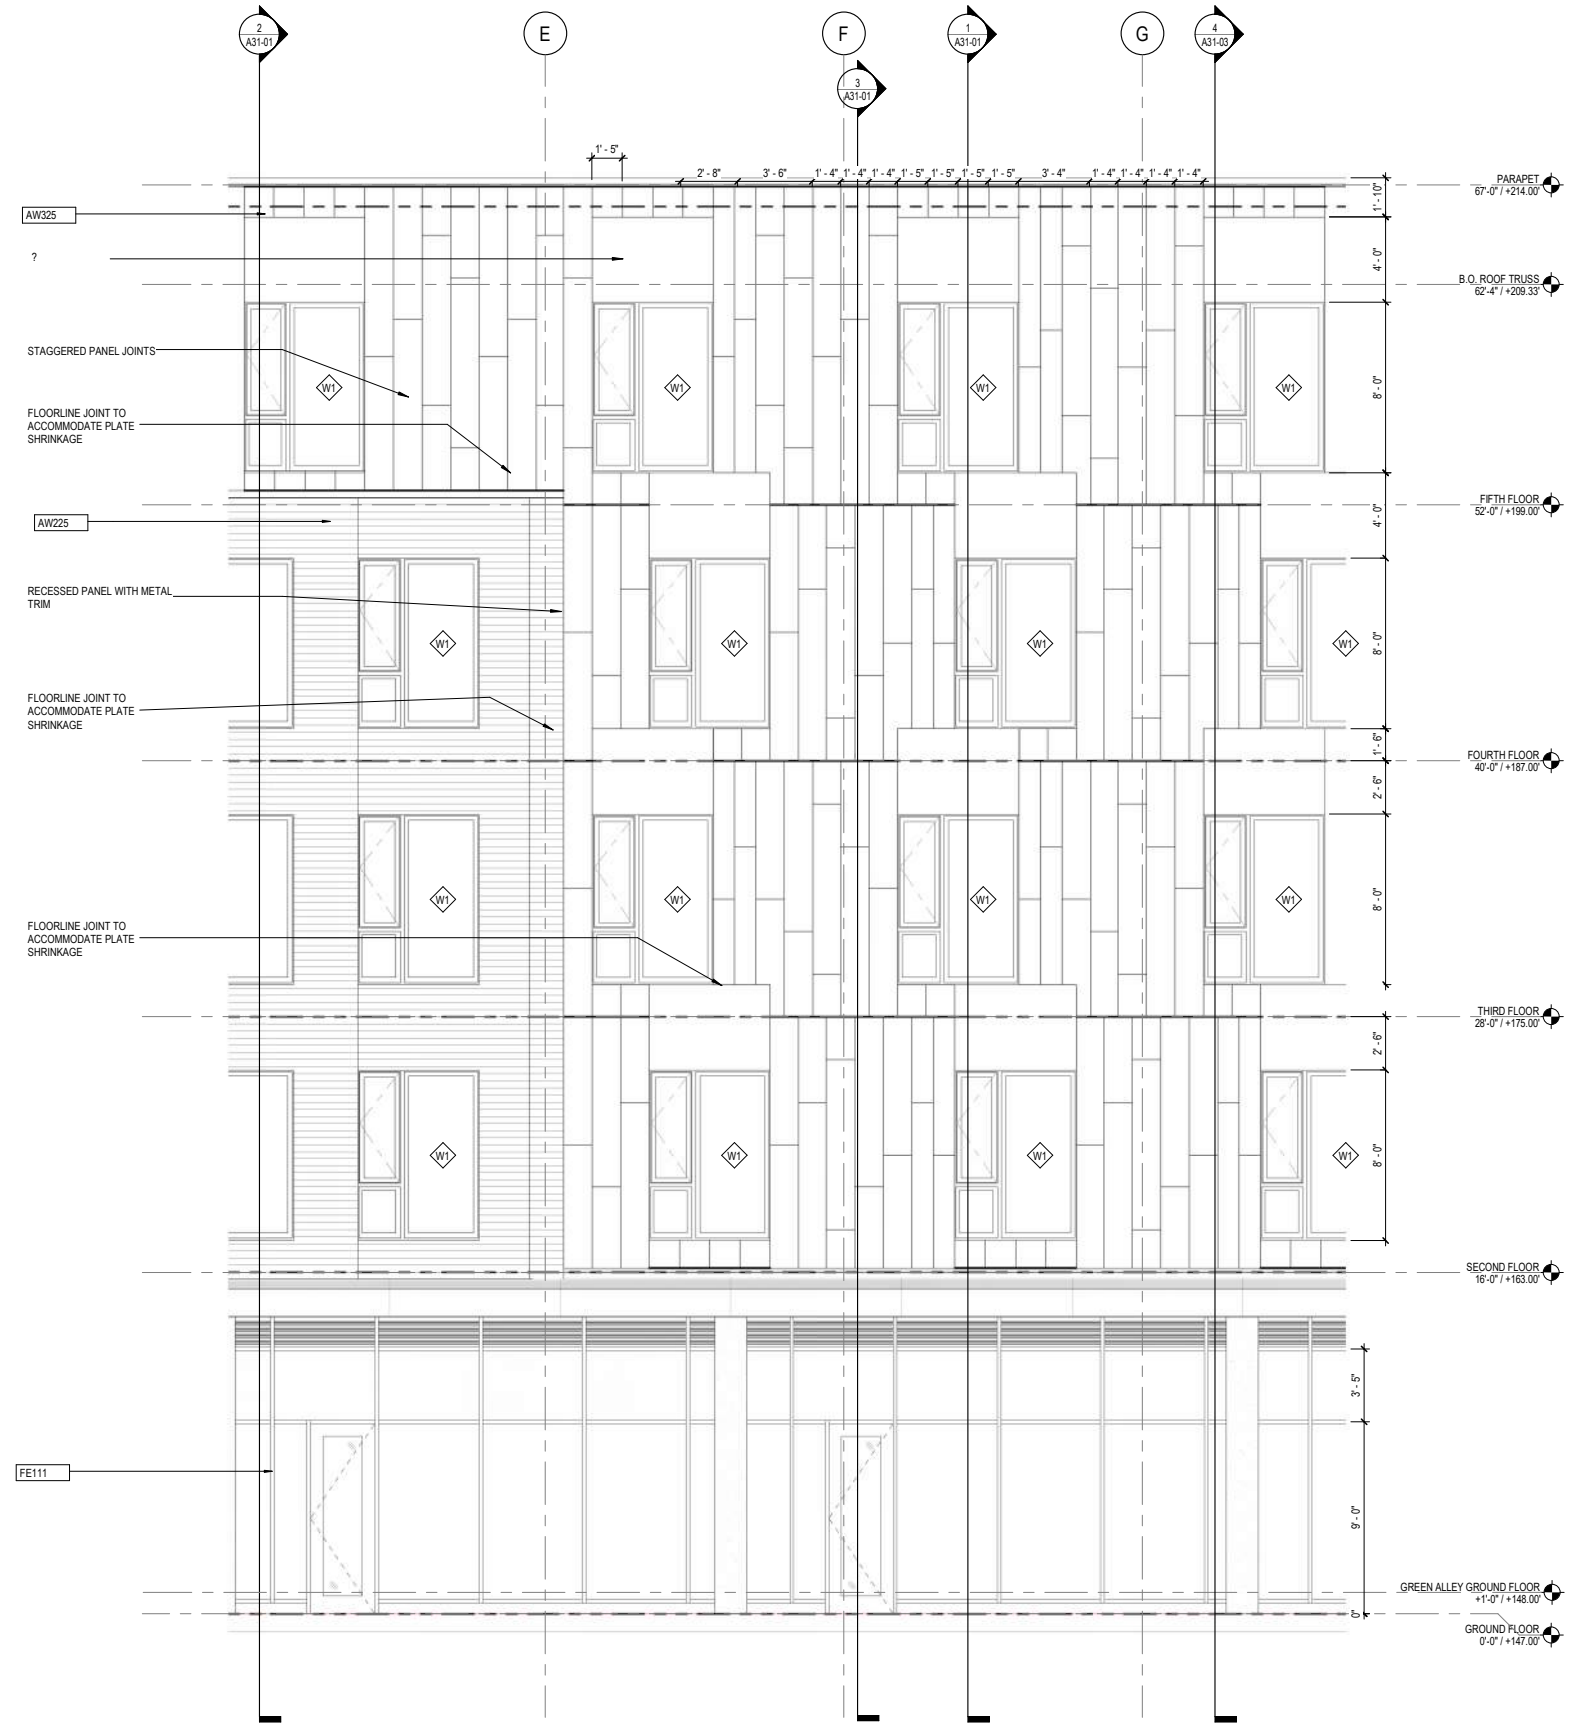 2
A31-01
E
F
1
A31-01
G
4
A31-03
3
A31-01
1' - 5"
2' - 8"
3' - 6"
1' - 4"
1' - 4"
1' - 4"
1' - 5"
1' - 5"
1' - 5"
1' - 5"
3' - 4"
1' - 4"
1' - 4"
1' - 4"
1' - 4"
PARAPET
67'-0" / +214.00'
1' - 10"
AW325
?
4' - 0"
B.O. ROOF TRUSS
62'-4" / +209.33'
STAGGERED PANEL JOINTS
W1
W1
W1
W1
8' - 0"
FLOORLINE JOINT TO
ACCOMMODATE PLATE
SHRINKAGE
FIFTH FLOOR
52'-0" / +199.00'
4' - 0"
AW225
RECESSED PANEL WITH METAL
TRIM
W1
W1
W1
W1
8' - 0"
FLOORLINE JOINT TO
ACCOMMODATE PLATE
SHRINKAGE
1' - 6"
FOURTH FLOOR
40'-0" / +187.00'
2' - 6"
W1
W1
W1
W1
8' - 0"
FLOORLINE JOINT TO
ACCOMMODATE PLATE
SHRINKAGE
THIRD FLOOR
28'-0" / +175.00'
2' - 6"
W1
W1
W1
W1
8' - 0"
SECOND FLOOR
16'-0" / +163.00'
3' - 5"
FE111
9' - 0"
GREEN ALLEY GROUND FLOOR
+1'-0" / +148.00'
0"
GROUND FLOOR
0'-0" / +147.00'